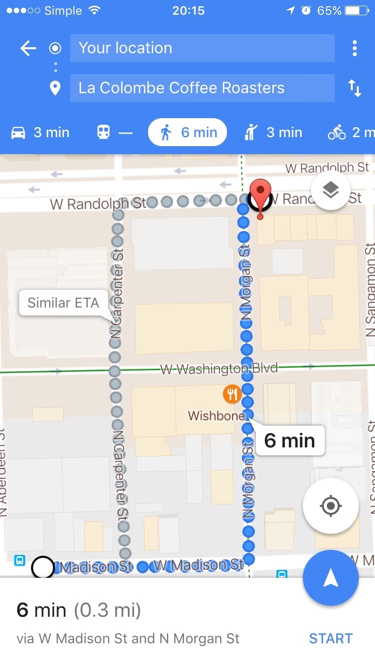 Simple 20:15 65%
Your location
La Colombe Coffee Roasters
3 min — 6 min 3 min 2 m
W Randolph St
W Randolph St W Rand St
Similar ETA
N Carpenter St
N Morgan St
N Sangamon St
W Washington Blvd
Wishbone
6 min
N Aberdeen St
N Carpenter St
N Morgan St
Madison St W Madison St W M
6 min (0.3 mi)
via W Madison St and N Morgan St START